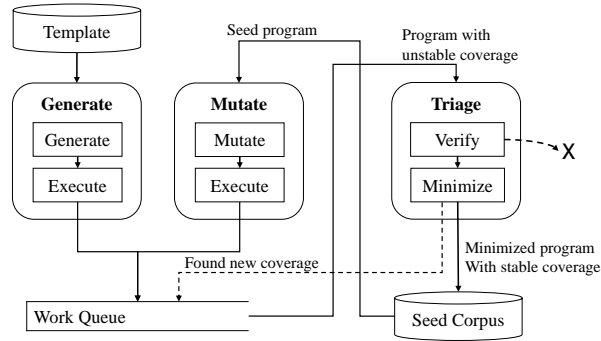 Template
Seed program
Program with
unstable coverage
Generate
Mutate
Triage
Generate
Mutate
Verify
X
Execute
Execute
Minimize
Found new coverage
Minimized program
With stable coverage
Work Queue
Seed Corpus